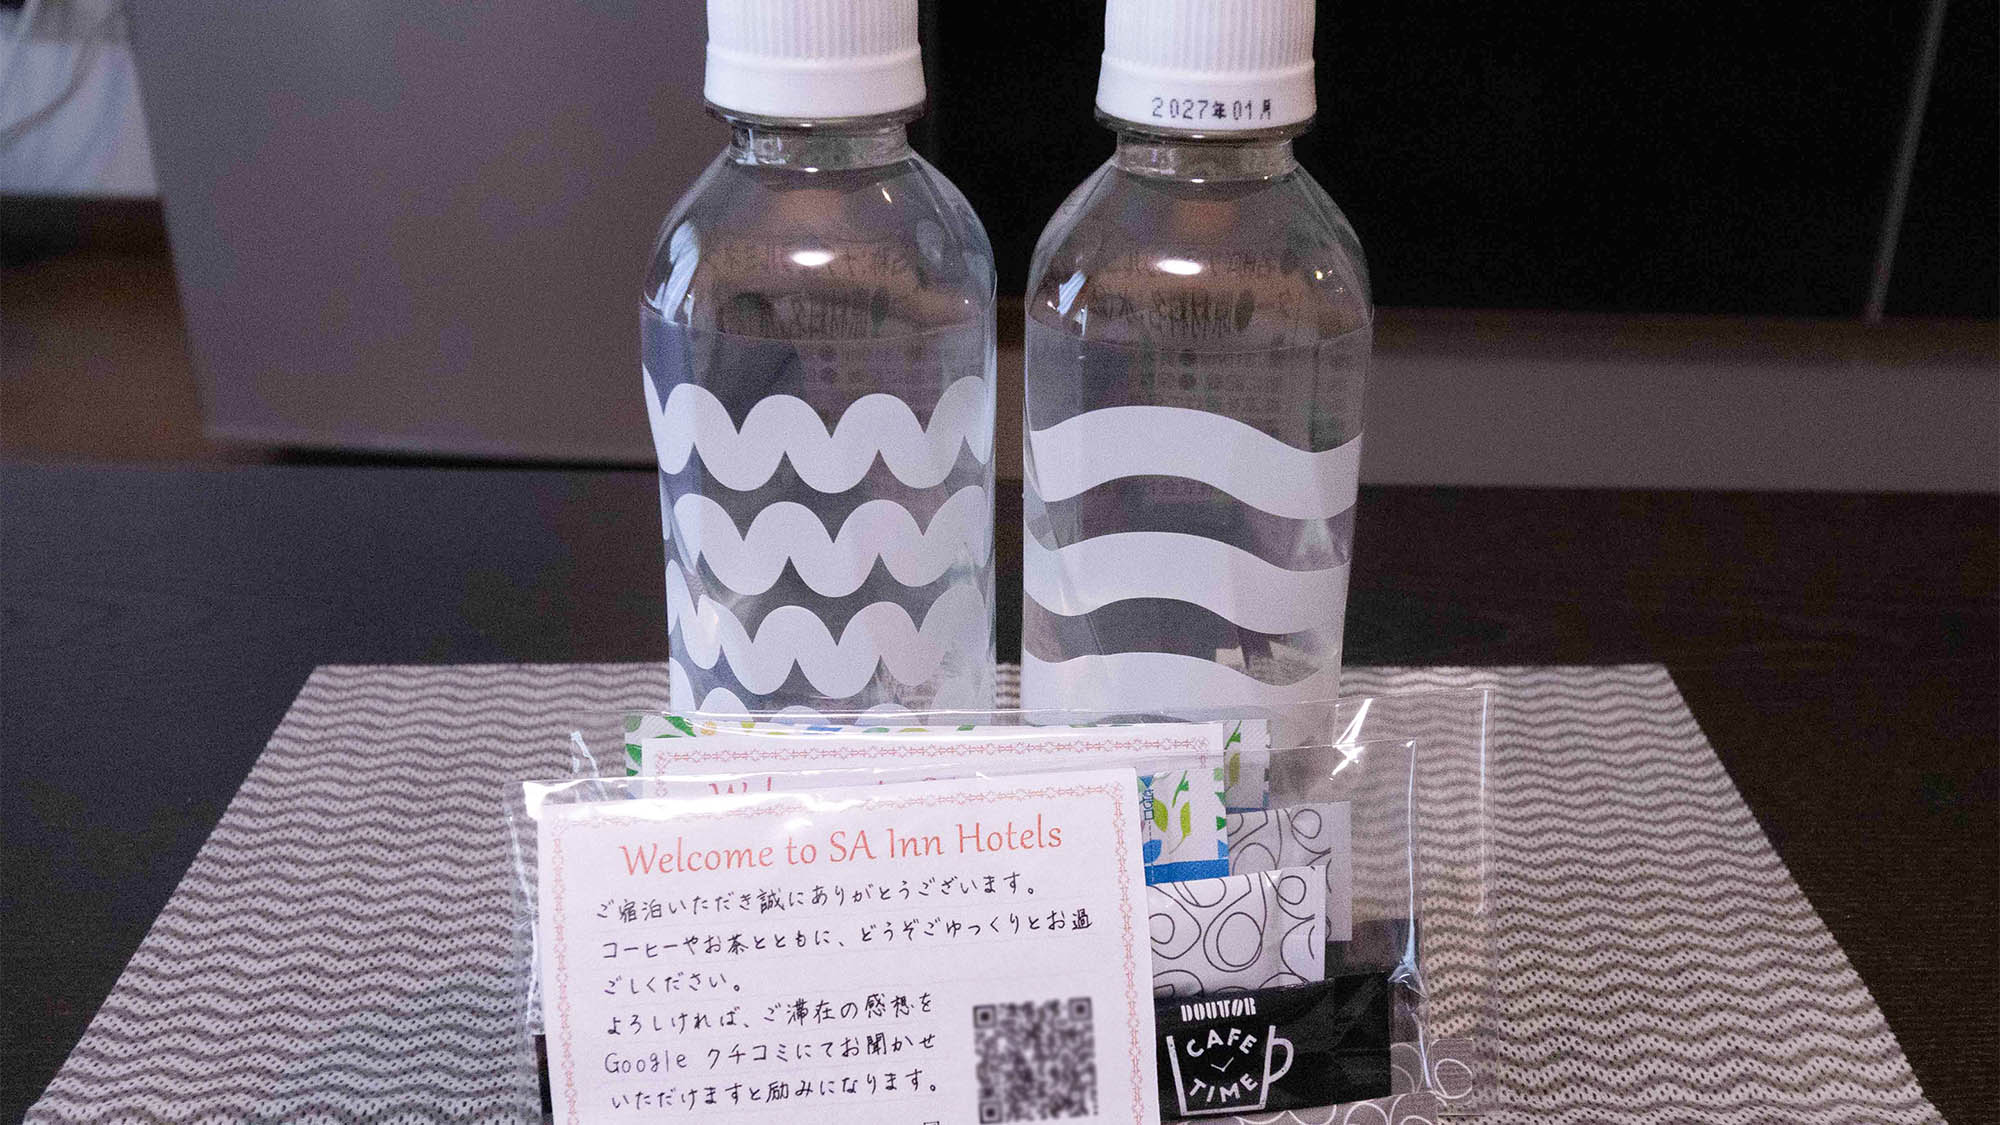 2027年01月
Welcome to SA Inn Hotels
ご宿泊いただき誠にありがとうございます。
コーヒーやお茶とともに、どうぞごゆっくりとお過
ごしください。
よろしければ、ご滞在の感想を
Google クチコミにてお聞かせ
いただけますと励みになります。
DOUTOR
CAFE
TIME